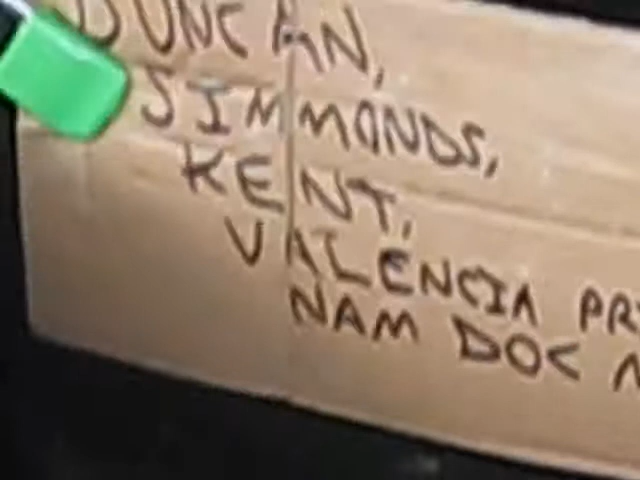 DUNCAN,
SIMMONDS,
KENT,
VALENCIA
NAM DOC